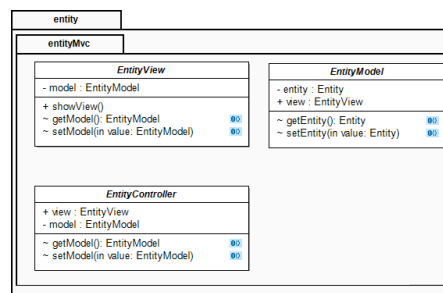 entity
entityMvc
EntityView
- model : EntityModel
+ showView()
~ getModel(): EntityModel
~ setModel(in value: EntityModel)
EntityModel
- entity : Entity
+ view : EntityView
~ getEntity(): Entity
~ setEntity(in value: Entity)
EntityController
+ view : EntityView
- model : EntityModel
~ getModel(): EntityModel
~ setModel(in value: EntityModel)